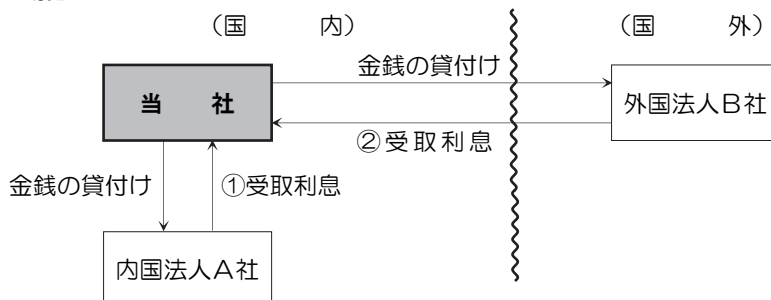 （国　　　内）
（国　　　外）
金銭の貸付け
当　　社
外国法人Ｂ社
②受取利息
金銭の貸付け
①受取利息
内国法人Ａ社